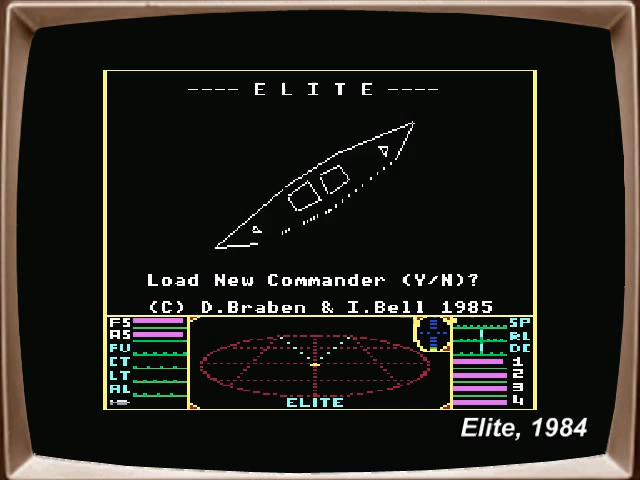 ---- E L I T E ----
Load New Commander (Y/N)?
(C) D.Braben & I.Bell 1985
FS
AS
FU
CT
LT
AL
SP
RL
DC
1
2
3
4
ELITE
Elite, 1984